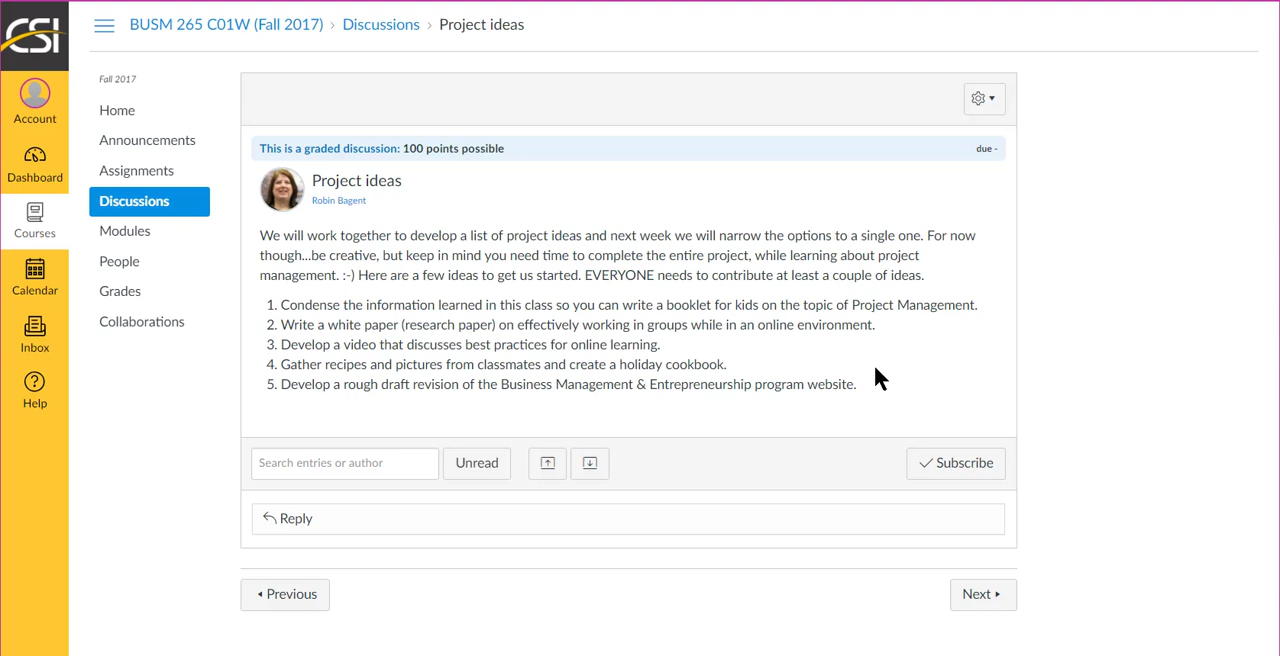 CSI
BUSM 265 C01W (Fall 2017) › Discussions › Project ideas
Account
Dashboard
Courses
Calendar
Inbox
Help
Fall 2017
Home
Announcements
Assignments
Discussions
Modules
People
Grades
Collaborations
This is a graded discussion: 100 points possible
due -
Project ideas
Robin Bagent
We will work together to develop a list of project ideas and next week we will narrow the options to a single one. For now
though...be creative, but keep in mind you need time to complete the entire project, while learning about project
management. :-) Here are a few ideas to get us started. EVERYONE needs to contribute at least a couple of ideas.
1. Condense the information learned in this class so you can write a booklet for kids on the topic of Project Management.
2. Write a white paper (research paper) on effectively working in groups while in an online environment.
3. Develop a video that discusses best practices for online learning.
4. Gather recipes and pictures from classmates and create a holiday cookbook.
5. Develop a rough draft revision of the Business Management & Entrepreneurship program website.
Search entries or author
Unread
Subscribe
Reply
Previous
Next